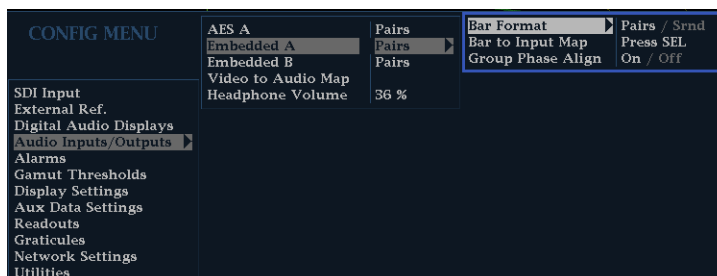 CONFIG MENU
SDI Input
External Ref.
Digital Audio Displays
Audio Inputs/Outputs
Alarms
Gamut Thresholds
Display Settings
Aux Data Settings
Readouts
Graticules
Network Settings
Utilities
AES A Pairs
Embedded A Pairs
Embedded B Pairs
Video to Audio Map
Headphone Volume 36 %
Bar Format Pairs / Srnd
Bar to Input Map Press SEL
Group Phase Align On / Off